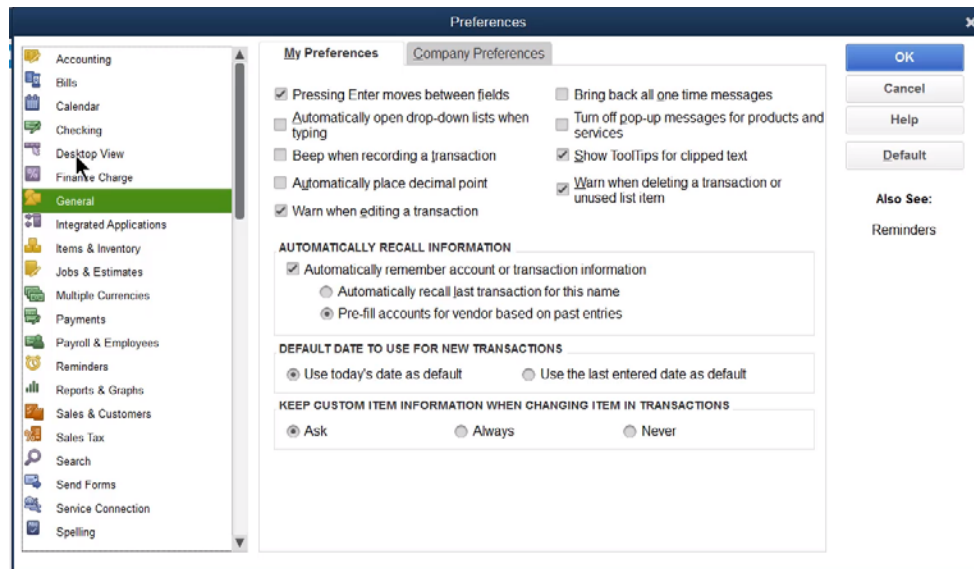 Preferences
Accounting
Bills
Calendar
Checking
Desktop View
Finance Charge
General
Integrated Applications
Items & Inventory
Jobs & Estimates
Multiple Currencies
Payments
Payroll & Employees
Reminders
Reports & Graphs
Sales & Customers
Sales Tax
Search
Send Forms
Service Connection
Spelling
My Preferences
Company Preferences
Pressing Enter moves between fields
Automatically open drop-down lists when
typing
Beep when recording a transaction
Automatically place decimal point
Warn when editing a transaction
Bring back all one time messages
Turn off pop-up messages for products and
services
Show ToolTips for clipped text
Warn when deleting a transaction or
unused list item
AUTOMATICALLY RECALL INFORMATION
Automatically remember account or transaction information
Automatically recall last transaction for this name
Pre-fill accounts for vendor based on past entries
DEFAULT DATE TO USE FOR NEW TRANSACTIONS
Use today's date as default
Use the last entered date as default
KEEP CUSTOM ITEM INFORMATION WHEN CHANGING ITEM IN TRANSACTIONS
Ask
Always
Never
OK
Cancel
Help
Default
Also See:
Reminders